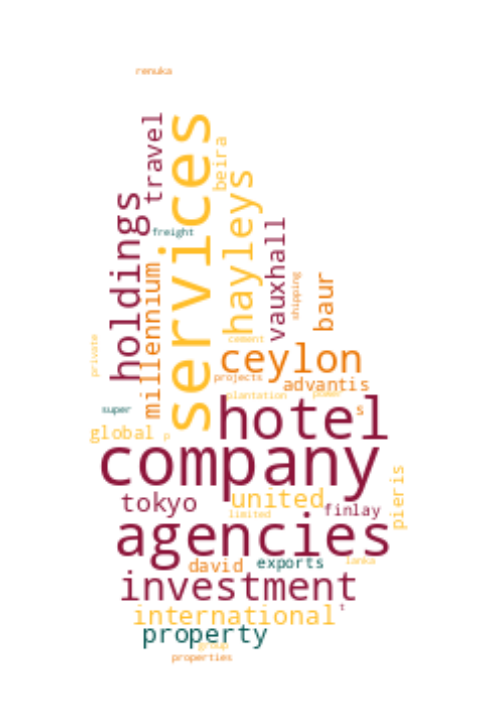 renuka
travel
services
beira
hayleys
holdings
freight
vauxhall
millennium
shipping
baur
private
cement
ceylon
projects
advantis
plantation
power
super
hotel
s
global
p
company
tokyo
united
pieris
limited
finlay
agencies
david
exports
lanka
investment
international
t
property
group
properties